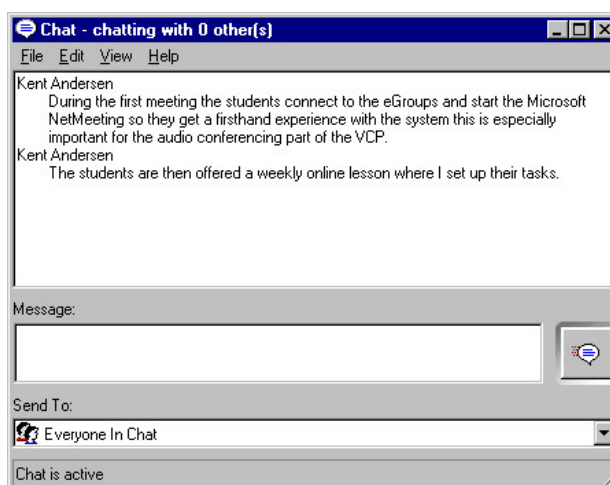 Chat - chatting with 0 other(s)
File Edit View Help
Kent Andersen
During the first meeting the students connect to the eGroups and start the Microsoft
NetMeeting so they get a firsthand experience with the system this is especially
important for the audio conferencing part of the VCP.
Kent Andersen
The students are then offered a weekly online lesson where I set up their tasks.
Message:
Send To:
Everyone In Chat
Chat is active